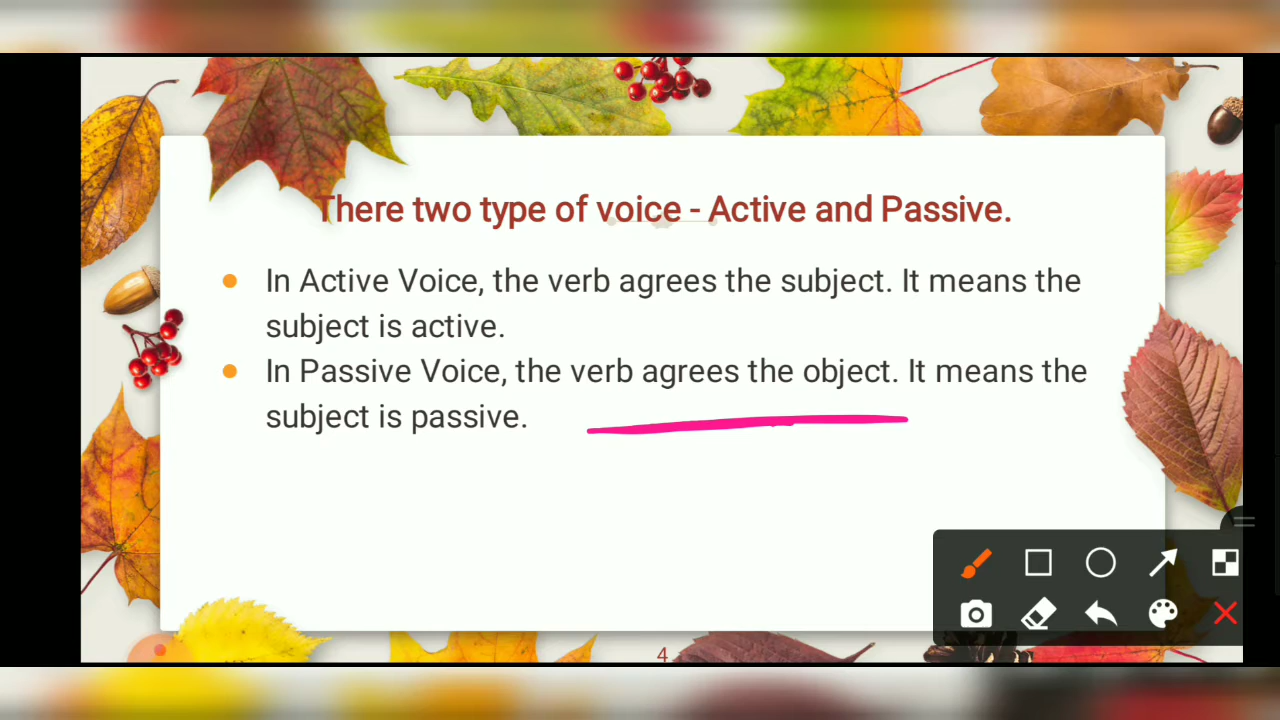 There two type of voice - Active and Passive.
In Active Voice, the verb agrees the subject. It means the
subject is active.
In Passive Voice, the verb agrees the object. It means the
subject is passive.
4